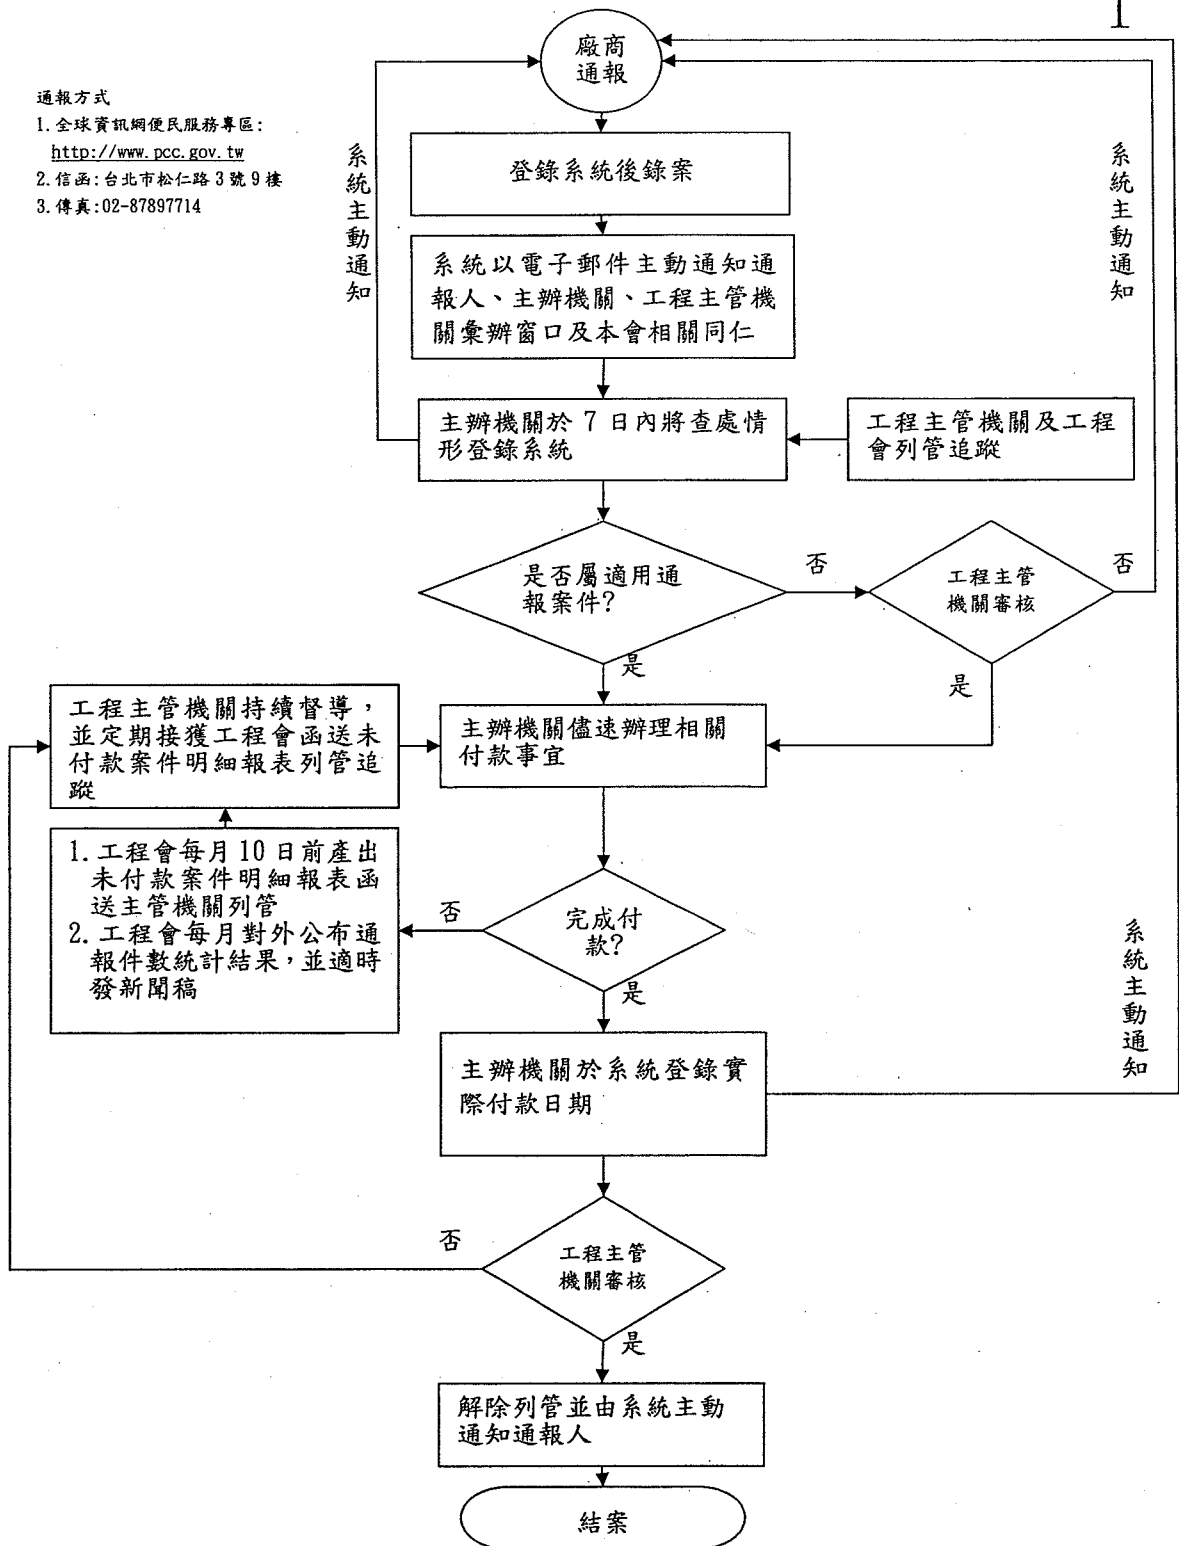 1
廠商
通報
通報方式
1. 全球資訊網便民服務專區:
http://www.pcc.gov.tw
2. 信函:台北市松仁路 3 號 9 樓
3. 傳真:02-87897714
系統主動通知
系統主動通知
登錄系統後錄案
系統以電子郵件主動通知通
報人、主辦機關、工程主管機
關彙辦窗口及本會相關同仁
主辦機關於 7 日內將查處情
形登錄系統
工程主管機關及工程
會列管追蹤
是否屬適用通
報案件?
否
工程主管
機關審核
否
是
是
工程主管機關持續督導,
並定期接獲工程會函送未
付款案件明細報表列管追
蹤
主辦機關儘速辦理相關
付款事宜
1. 工程會每月 10 日前產出
未付款案件明細報表函
送主管機關列管
2. 工程會每月對外公布通
報件數統計結果,並適時
發新聞稿
否
完成付
款?
是
系統主動通知
主辦機關於系統登錄實
際付款日期
否
工程主管
機關審核
是
解除列管並由系統主動
通知通報人
結案